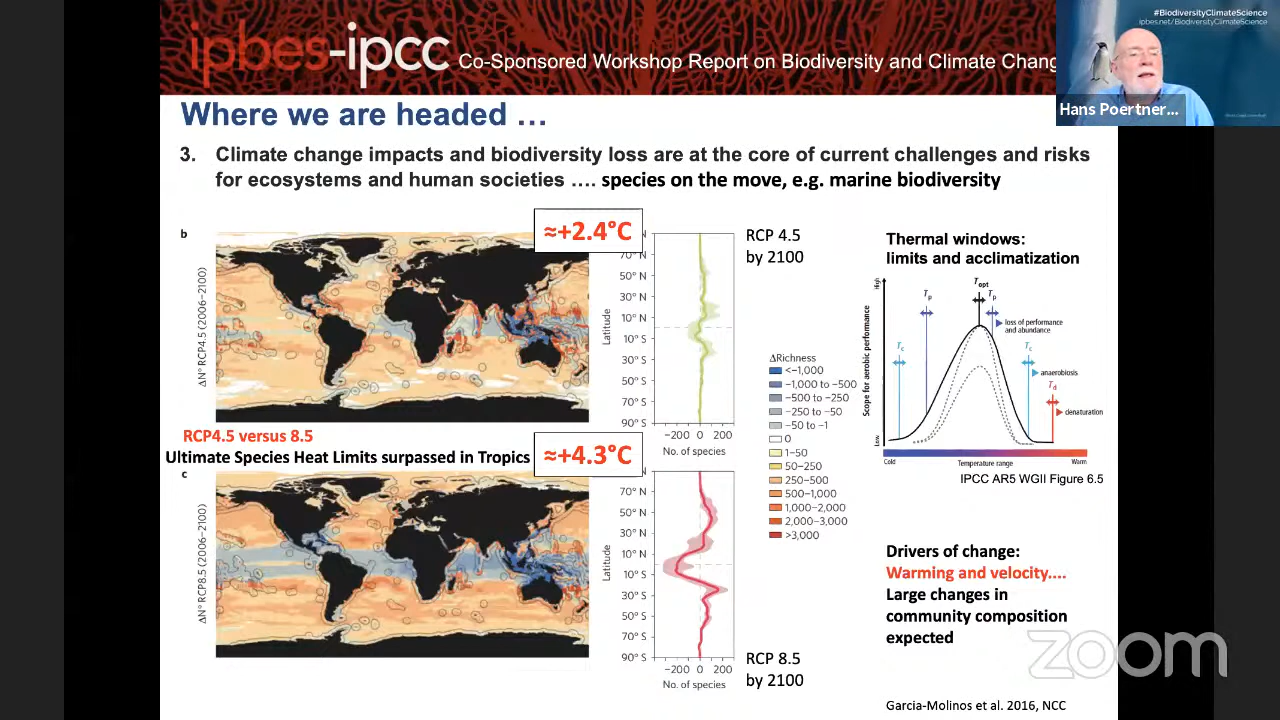 #BiodiversityClimateScience
ipbes.net/BiodiversityClimateScience
ipbes-ipcc Co-Sponsored Workshop Report on Biodiversity and Climate Chang
Hans Poertner...
Where we are headed …
3. Climate change impacts and biodiversity loss are at the core of current challenges and risks
for ecosystems and human societies …. species on the move, e.g. marine biodiversity
b
≈+2.4°C
ΔN° RCP4.5 (2006–2100)
70° N
50° N
30° N
10° N
10° S
30° S
50° S
70° S
90° S
Latitude
−200 0 200
No. of species
RCP 4.5
by 2100
RCP4.5 versus 8.5
Ultimate Species Heat Limits surpassed in Tropics
≈+4.3°C
c
ΔN° RCP8.5 (2006–2100)
70° N
50° N
30° N
10° N
10° S
30° S
50° S
70° S
90° S
Latitude
−200 0 200
No. of species
RCP 8.5
by 2100
ΔRichness
<−1,000
−1,000 to −500
−500 to −250
−250 to −50
−50 to −1
0
1–50
50–250
250–500
500–1,000
1,000–2,000
2,000–3,000
>3,000
Thermal windows:
limits and acclimatization
High
Topt
Tp
Tp
loss of performance
and abundance
Tc
Tc
anaerobiosis
Td
denaturation
Scope for aerobic performance
Low
Cold
Temperature range
Warm
IPCC AR5 WGII Figure 6.5
Drivers of change:
Warming and velocity....
Large changes in
community composition
expected
zoom
Garcia-Molinos et al. 2016, NCC